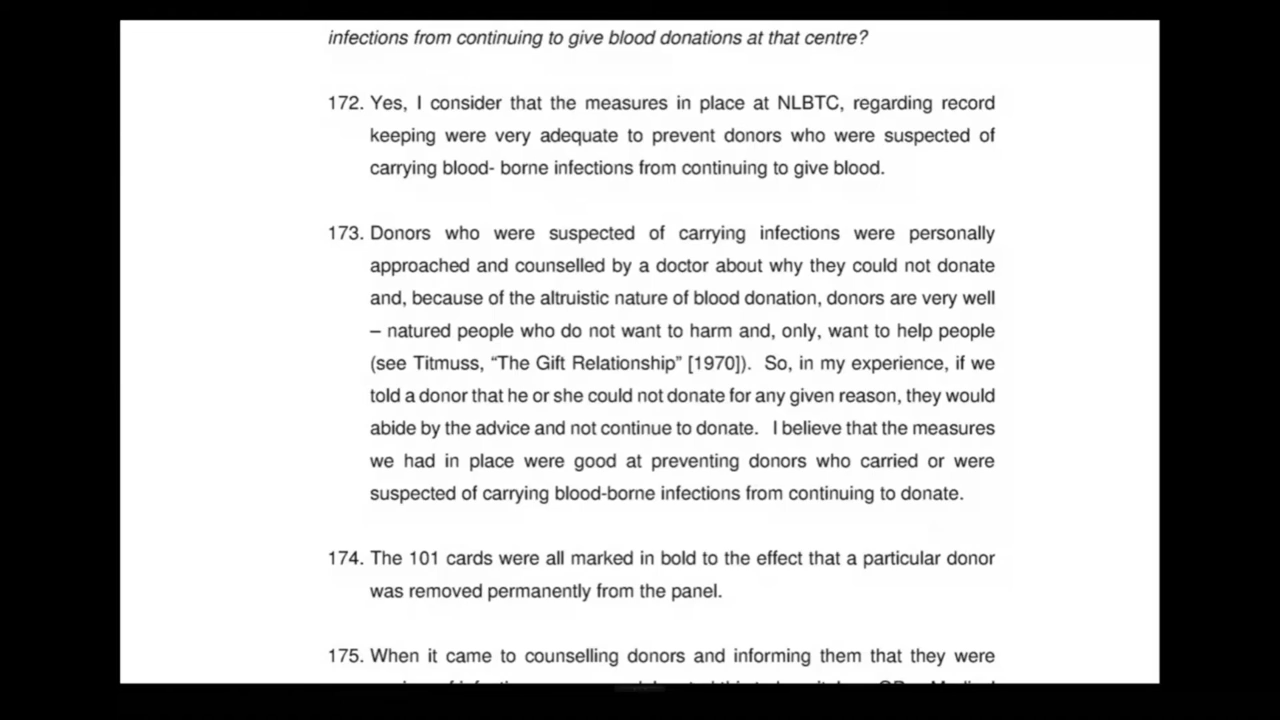 infections from continuing to give blood donations at that centre?
172. Yes, I consider that the measures in place at NLBTC, regarding record
keeping were very adequate to prevent donors who were suspected of
carrying blood- borne infections from continuing to give blood.
173. Donors who were suspected of carrying infections were personally
approached and counselled by a doctor about why they could not donate
and, because of the altruistic nature of blood donation, donors are very well
– natured people who do not want to harm and, only, want to help people
(see Titmuss, “The Gift Relationship” [1970]). So, in my experience, if we
told a donor that he or she could not donate for any given reason, they would
abide by the advice and not continue to donate. I believe that the measures
we had in place were good at preventing donors who carried or were
suspected of carrying blood-borne infections from continuing to donate.
174. The 101 cards were all marked in bold to the effect that a particular donor
was removed permanently from the panel.
175. When it came to counselling donors and informing them that they were